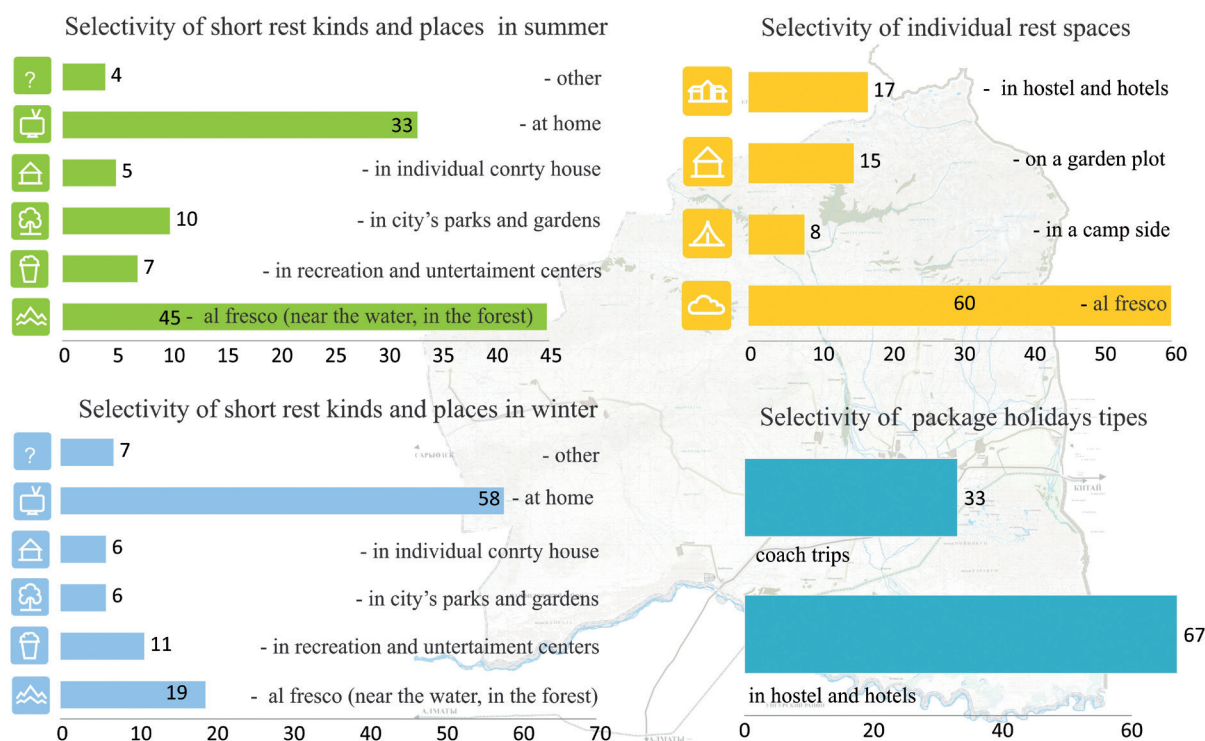 Selectivity of short rest kinds and places in summer
? 4 - other
33 - at home
5 - in individual conrty house
10 - in city's parks and gardens
7 - in recreation and untertaiment centers
45 - al fresco (near the water, in the forest)
0 5 10 15 20 25 30 35 45
Selectivity of individual rest spaces
17 - in hostel and hotels
15 - on a garden plot
8 - in a camp side
60 - al fresco
0 10 20 30 40 50 60
Selectivity of short rest kinds and places in winter
? 7 - other
58 - at home
6 - in individual conrty house
6 - in city's parks and gardens
11 - in recreation and untertaiment centers
19 - al fresco (near the water, in the forest)
0 10 20 30 40 50 60 70
Selectivity of package holidays tipes
33
coach trips
67
in hostel and hotels
0 20 40 60
САРЫОЗЕК
КИТАЙ
АЛМАТЫ
АЛМАТЫ